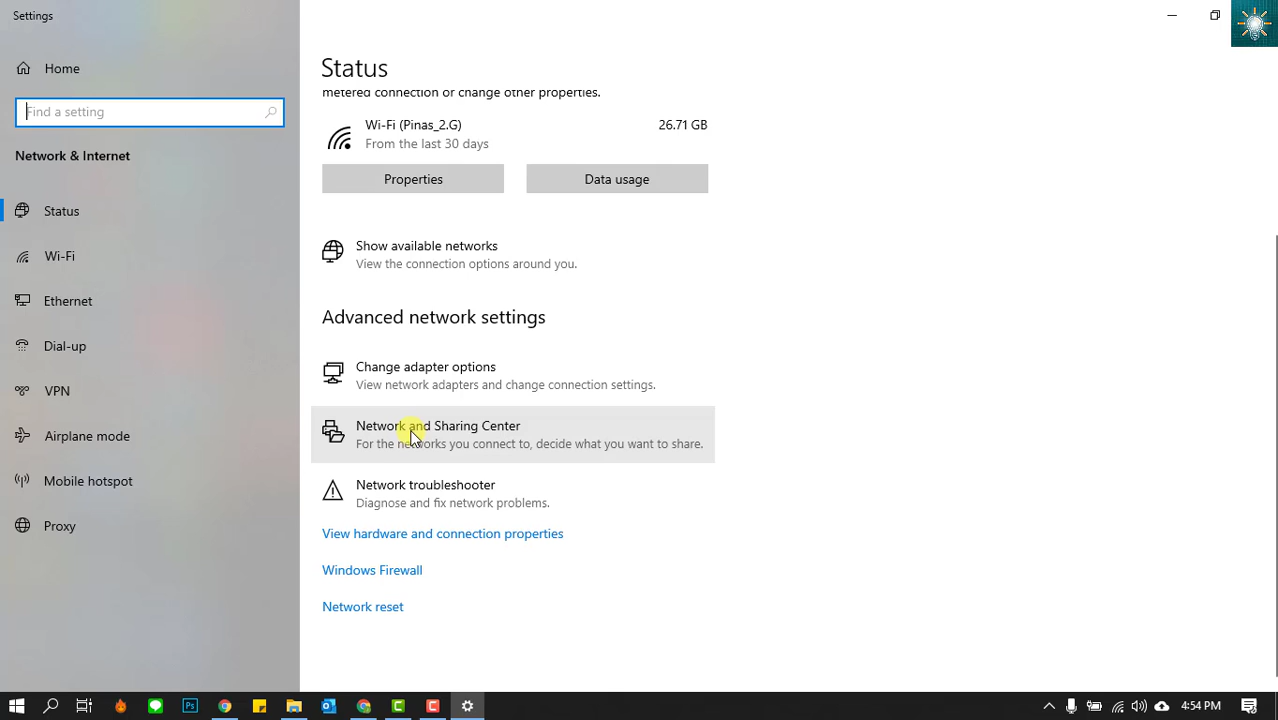 Settings
Home
Find a setting
Network & Internet
Status
Wi-Fi
Ethernet
Dial-up
VPN
Airplane mode
Mobile hotspot
Proxy
Status
metered connection or change other properties.
Wi-Fi (Pinas_2.G) 26.71 GB
From the last 30 days
Properties Data usage
Show available networks
View the connection options around you.
Advanced network settings
Change adapter options
View network adapters and change connection settings.
Network and Sharing Center
For the networks you connect to, decide what you want to share.
Network troubleshooter
Diagnose and fix network problems.
View hardware and connection properties
Windows Firewall
Network reset
Ps
4:54 PM